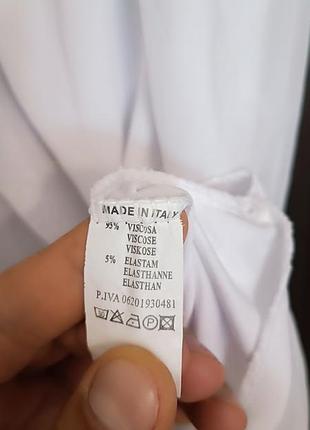 MADE IN ITALY
95% VISCOSA
VISCOSE
VISKOSE
5% ELASTAM
ELASTHANNE
ELASTHAN
P.IVA 06201930481